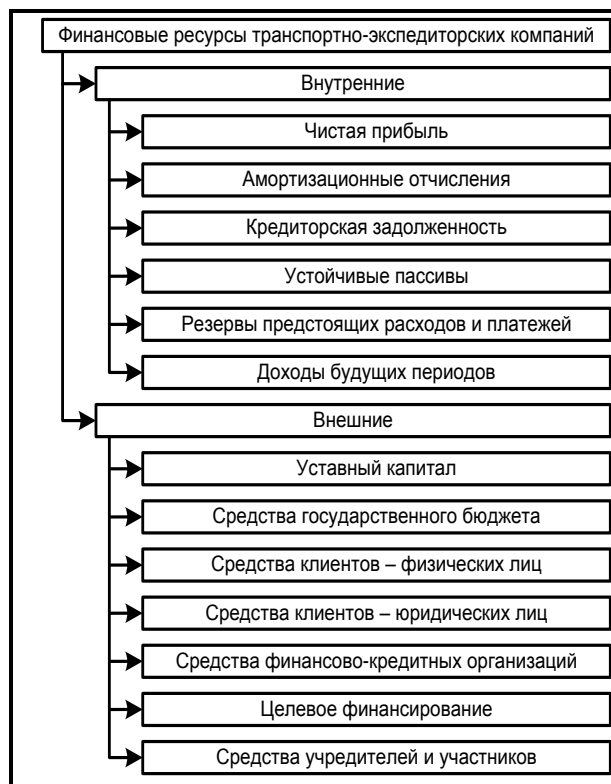 Финансовые ресурсы транспортно-экспедиторских компаний
Внутренние
Чистая прибыль
Амортизационные отчисления
Кредиторская задолженность
Устойчивые пассивы
Резервы предстоящих расходов и платежей
Доходы будущих периодов
Внешние
Уставный капитал
Средства государственного бюджета
Средства клиентов – физических лиц
Средства клиентов – юридических лиц
Средства финансово-кредитных организаций
Целевое финансирование
Средства учредителей и участников